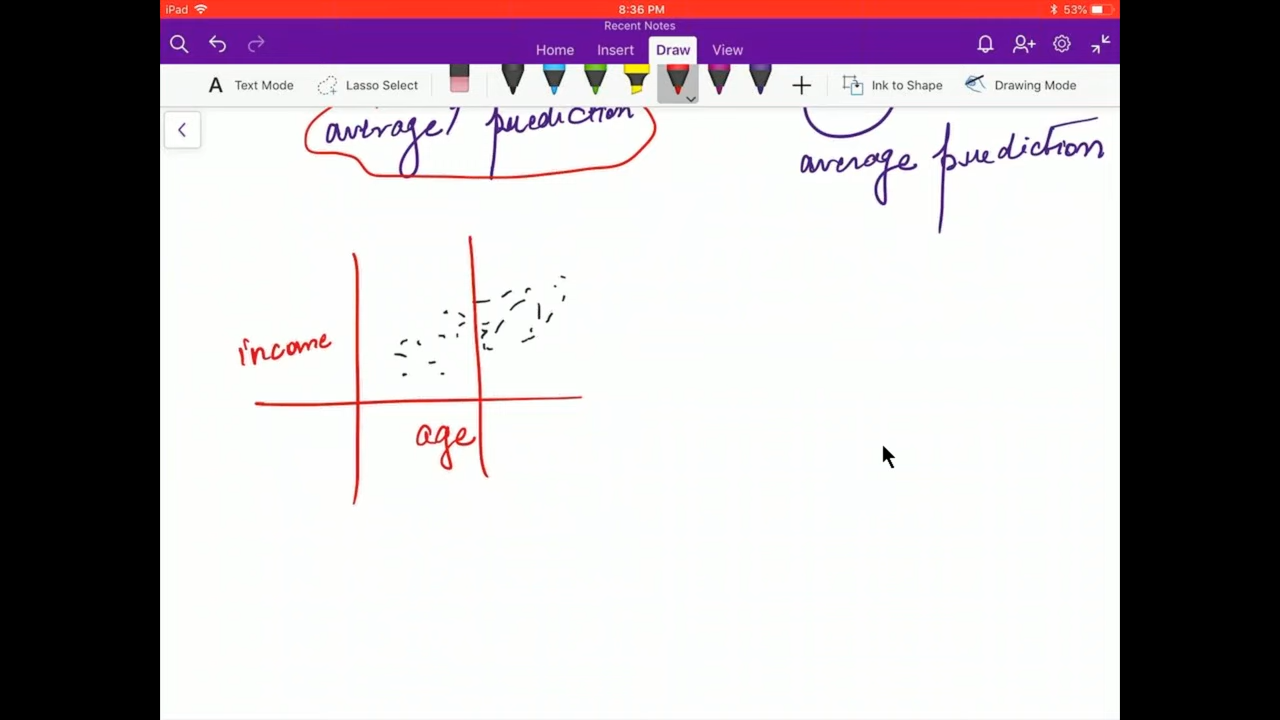 iPad 8:36 PM 53%
Recent Notes
Home Insert Draw View
A Text Mode Lasso Select Ink to Shape Drawing Mode
average) prediction
average prediction
income
age